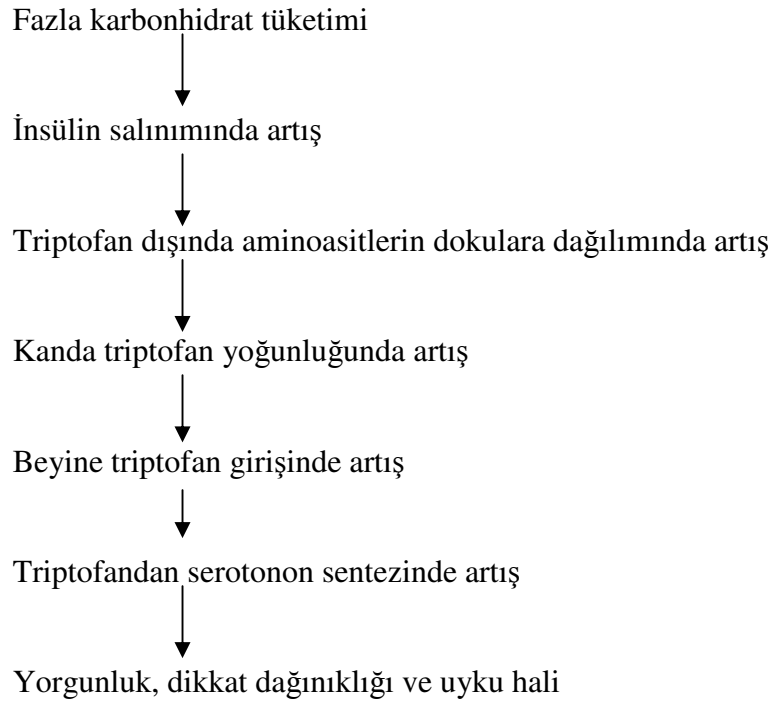 Fazla karbonhidrat tüketimi
İnsülin salınımında artış
Triptofan dışında aminoasitlerin dokulara dağılımında artış
Kanda triptofan yoğunluğunda artış
Beyine triptofan girişinde artış
Triptofandan serotonon sentezinde artış
Yorgunluk, dikkat dağınıklığı ve uyku hali